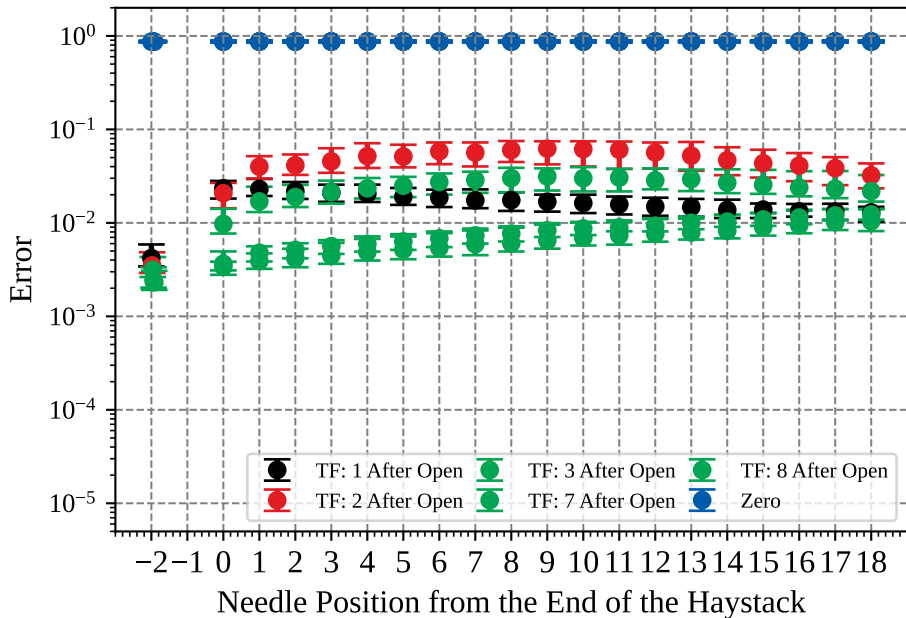 10⁰
10⁻¹
10⁻²
10⁻³
10⁻⁴
10⁻⁵
Error
TF: 1 After Open
TF: 2 After Open
TF: 3 After Open
TF: 7 After Open
TF: 8 After Open
Zero
−2 −1 0 1 2 3 4 5 6 7 8 9 10 11 12 13 14 15 16 17 18
Needle Position from the End of the Haystack